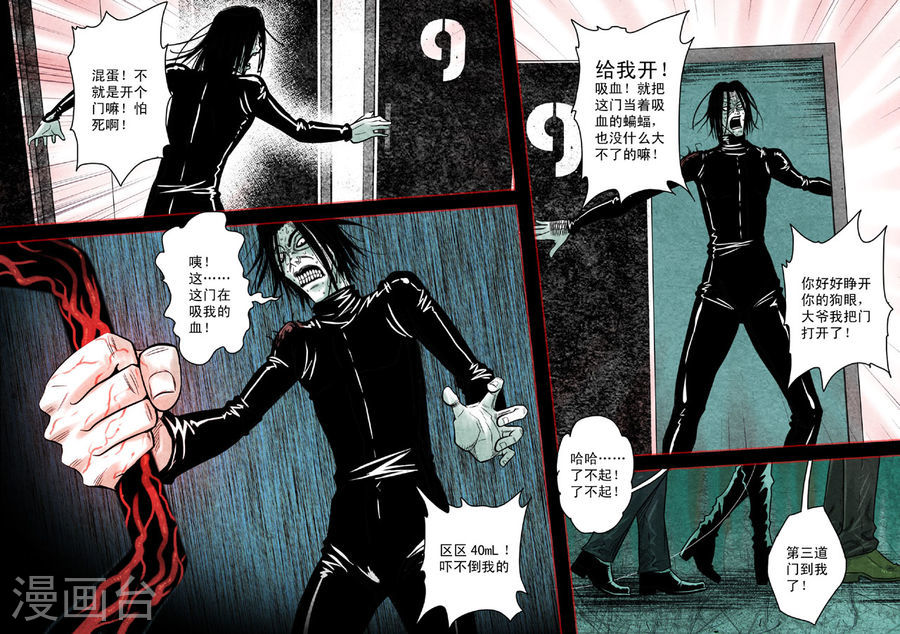 混蛋！不
就是开个
门嘛！怕
死啊！
9
咦！
这……
这门在
吸我的
血！
区区40mL！
吓不倒我的
给我开！
吸血！就把
这门当着吸
血的蝙蝠，
也没什么大
不了的嘛！
9
你好好睁开
你的狗眼，
大爷我把门
打开了！
哈哈……
了不起！
了不起！
第三道
门到我
了！
漫画台